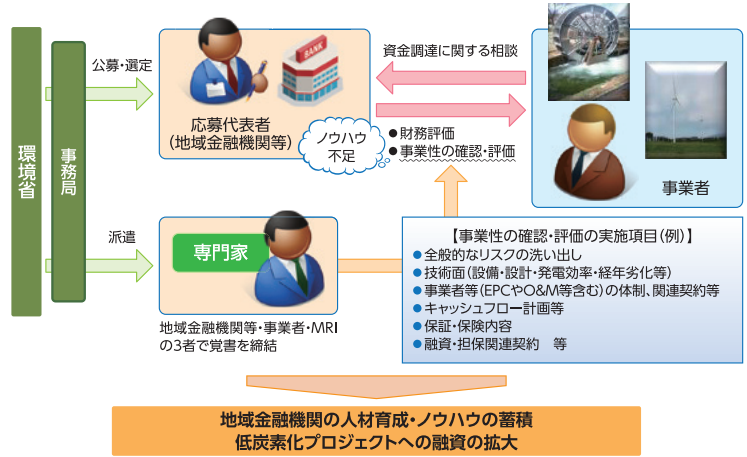 環境省
事務局
公募・選定
BANK
応募代表者
(地域金融機関等)
ノウハウ
不足
資金調達に関する相談
●財務評価
●事業性の確認・評価
事業者
派遣
専門家
地域金融機関等・事業者・MRI
の3者で覚書を締結
【事業性の確認・評価の実施項目(例)】
●全般的なリスクの洗い出し
●技術面(設備・設計・発電効率・経年劣化等)
●事業者等(EPCやO&M等含む)の体制、関連契約等
●キャッシュフロー計画等
●保証・保険内容
●融資・担保関連契約　等
地域金融機関の人材育成・ノウハウの蓄積
低炭素化プロジェクトへの融資の拡大